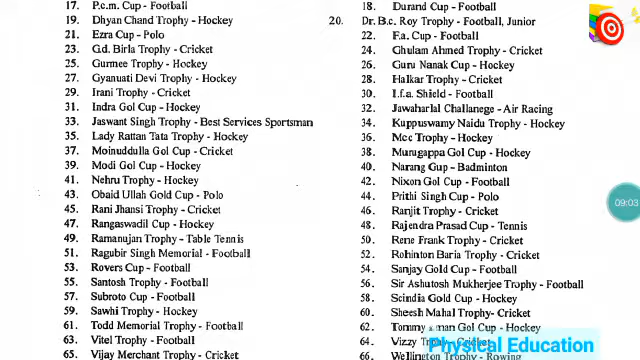 17. P.c.m. Cup - Football
18. Durand Cup - Football
19. Dhyan Chand Trophy - Hockey
20. Dr. B.c. Roy Trophy - Football, Junior
21. Ezra Cup - Polo
22. F.a. Cup - Football
23. G.d. Birla Trophy - Cricket
24. Ghulam Ahmed Trophy - Cricket
25. Gurmee Trophy - Hockey
26. Guru Nanak Cup - Hockey
27. Gyanuati Devi Trophy - Hockey
28. Halkar Trophy - Cricket
29. Irani Trophy - Cricket
30. I.f.a. Shield - Football
31. Indra Gol Cup - Hockey
32. Jawaharlal Challanege - Air Racing
33. Jaswant Singh Trophy - Best Services Sportsman
34. Kuppuswamy Naidu Trophy - Hockey
35. Lady Rattan Tata Trophy - Hockey
36. Mcc Trophy - Hockey
37. Moinuddulla Gol Cup - Cricket
38. Murugappa Gol Cup - Hockey
39. Modi Gol Cup - Hockey
40. Narang Gup - Badminton
41. Nehru Trophy - Hockey
42. Nixon Gol Cup - Football
43. Obaid Ullah Gold Cup - Polo
44. Prithi Singh Cup - Polo
45. Rani Jhansi Trophy - Cricket
46. Ranjit Trophy - Cricket
47. Rangaswadil Cup - Hockey
48. Rajendra Prasad Cup - Tennis
49. Ramanujan Trophy - Table Tennis
50. Rene Frank Trophy - Cricket
51. Ragubir Singh Memorial - Football
52. Rohinton Baria Trophy - Cricket
53. Rovers Cup - Football
54. Sanjay Gold Cup - Football
55. Santosh Trophy - Football
56. Sir Ashutosh Mukherjee Trophy - Football
57. Subroto Cup - Football
58. Scindia Gold Cup - Hockey
59. Sawhi Trophy - Hockey
60. Sheesh Mahal Trophy - Cricket
61. Todd Memorial Trophy - Football
62. Tommy Gol Cup - Hockey
63. Vitel Trophy - Football
64. Vizzy
65. Vijay Merchant Trophy - Cricket
66. Wellington Trophy - Rowing
09:03
Physical Education